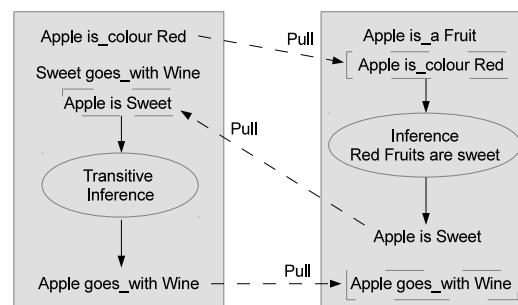 Apple is_colour Red
Sweet goes_with Wine
Apple is Sweet
Transitive
Inference
Apple goes_with Wine
Pull
Pull
Pull
Apple is_a Fruit
Apple is_colour Red
Inference
Red Fruits are sweet
Apple is Sweet
Apple goes_with Wine